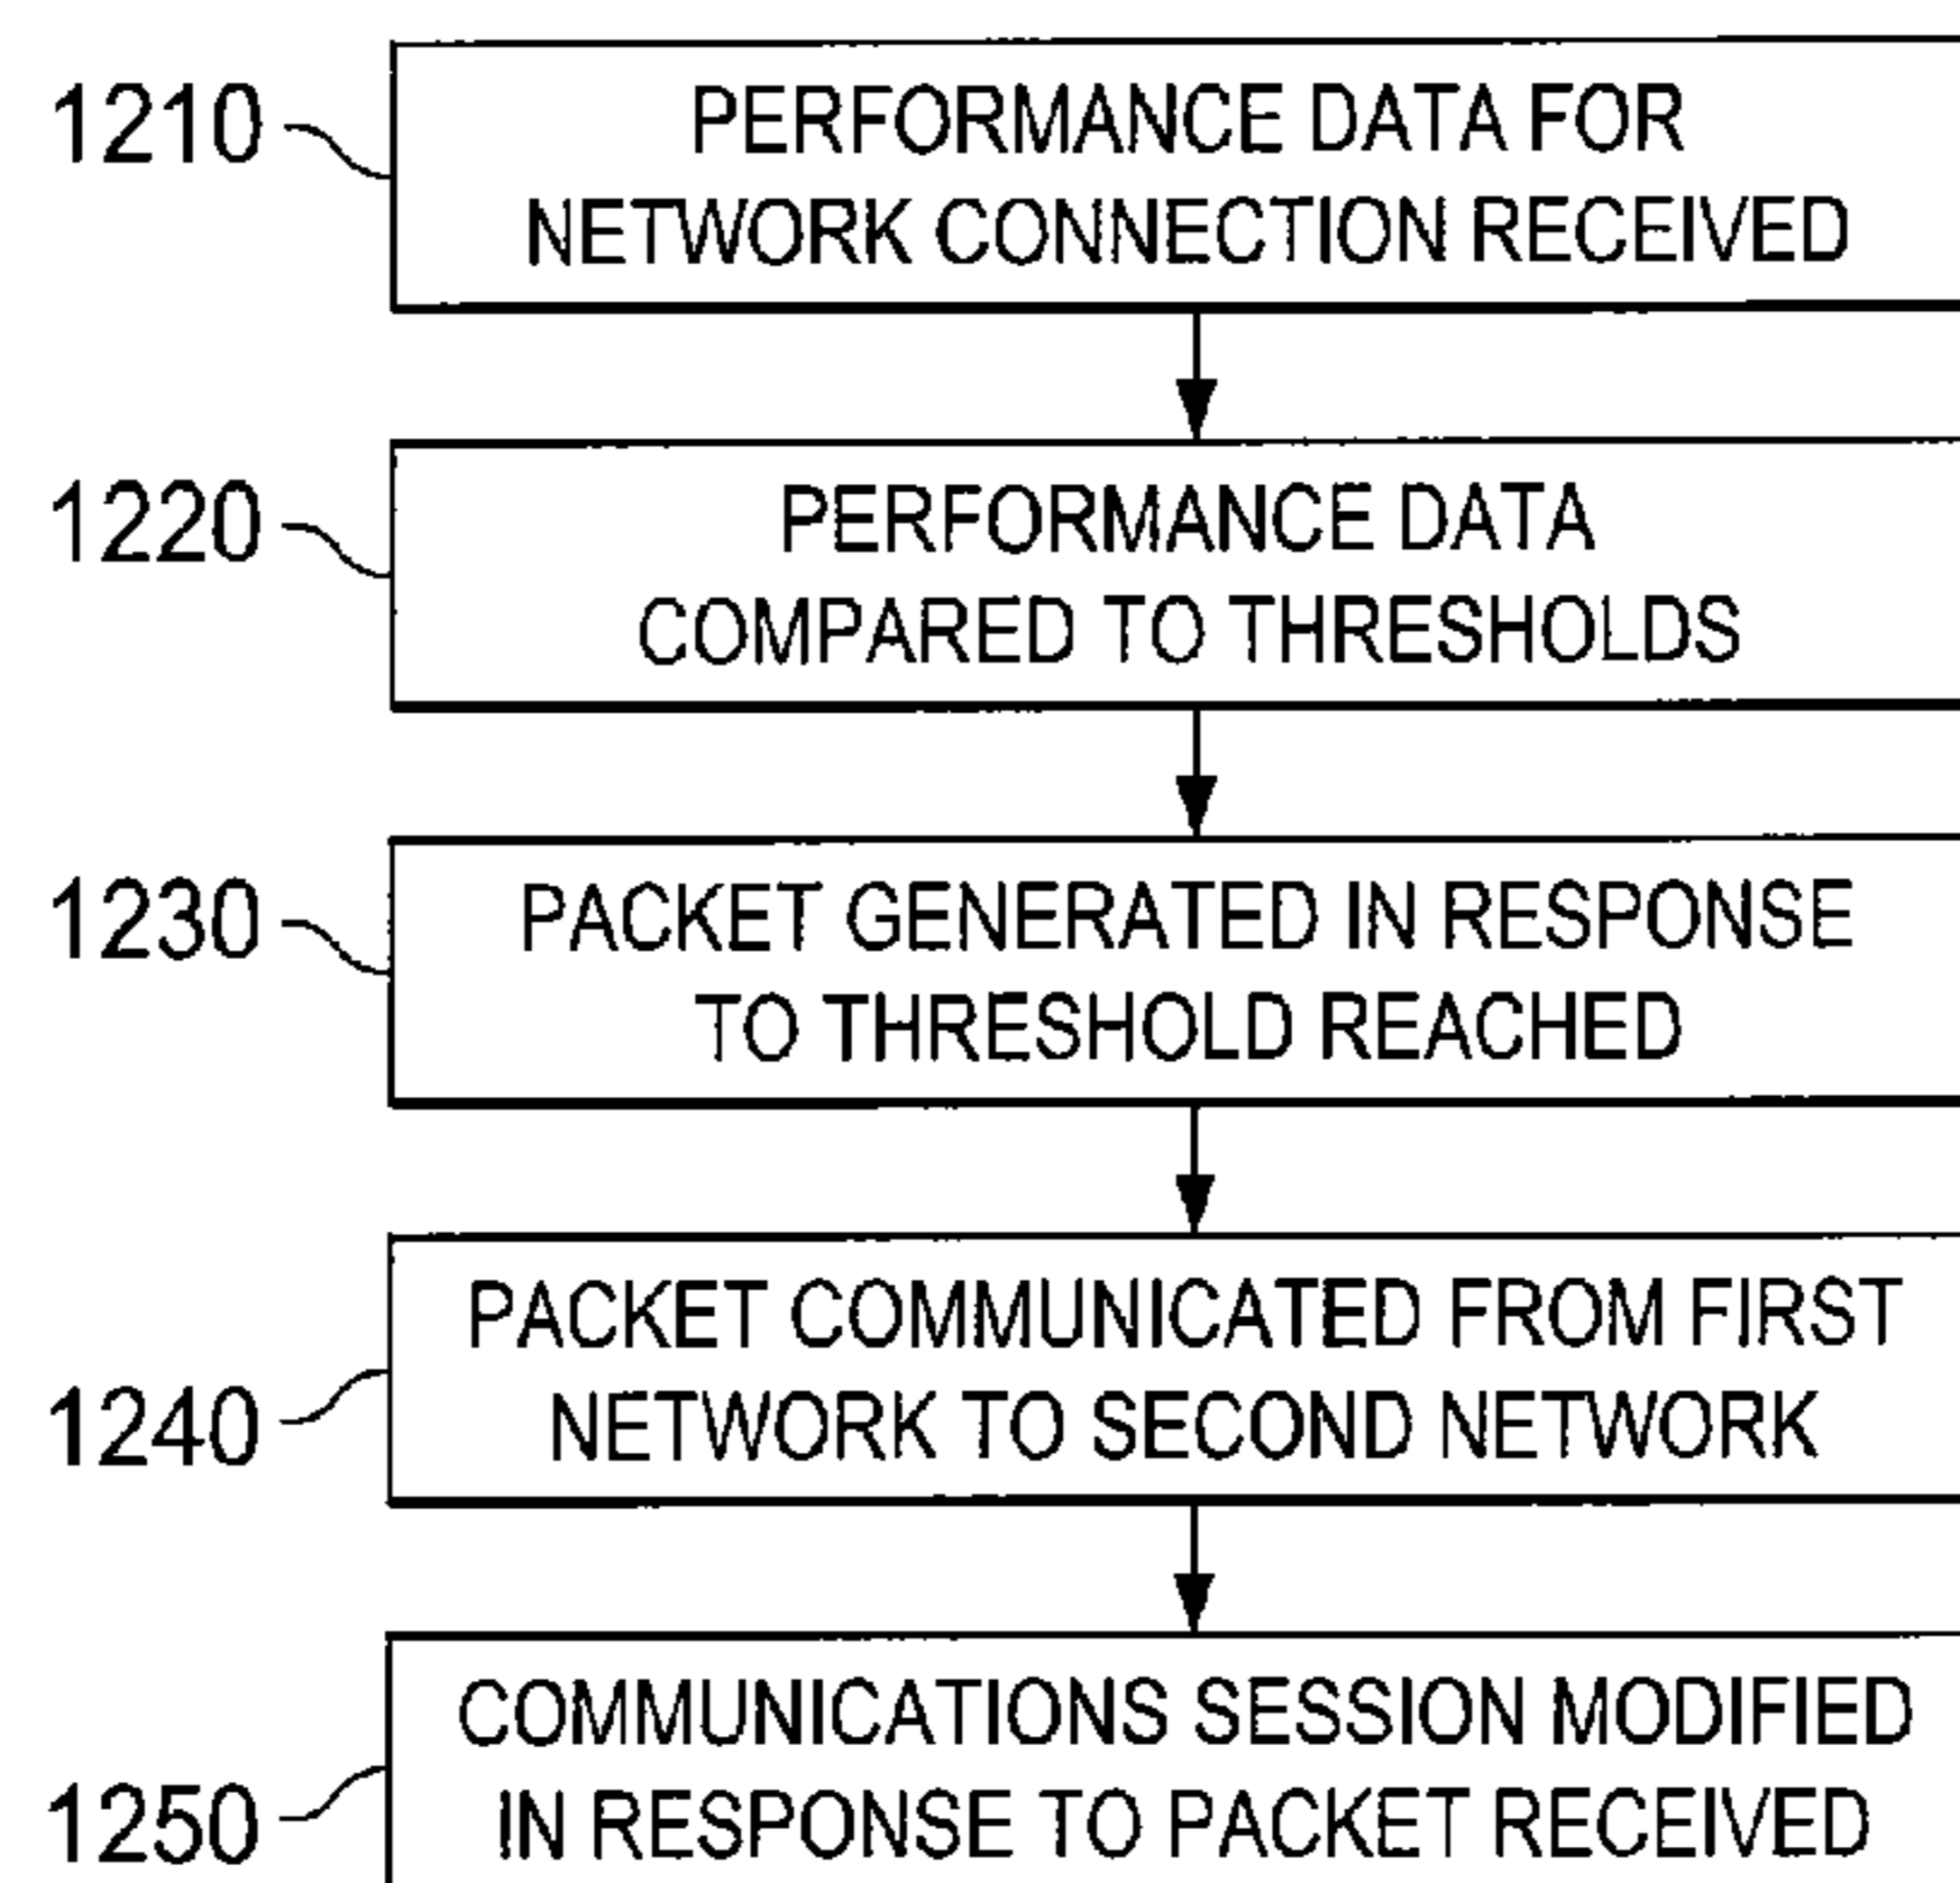 1210
PERFORMANCE DATA FOR
NETWORK CONNECTION RECEIVED
1220
PERFORMANCE DATA
COMPARED TO THRESHOLDS
1230
PACKET GENERATED IN RESPONSE
TO THRESHOLD REACHED
1240
PACKET COMMUNICATED FROM FIRST
NETWORK TO SECOND NETWORK
1250
COMMUNICATIONS SESSION MODIFIED
IN RESPONSE TO PACKET RECEIVED